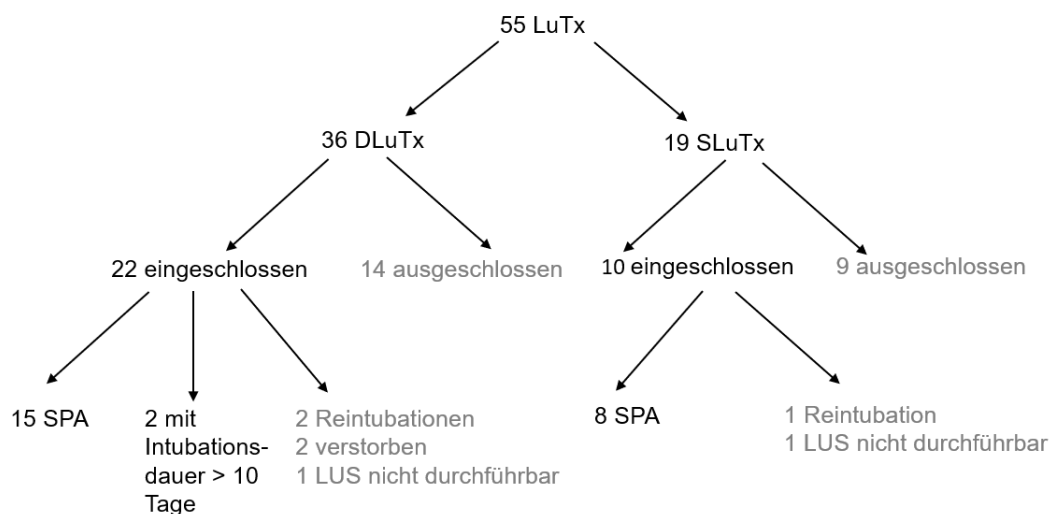 55 LuTx
36 DLuTx
19 SLuTx
22 eingeschlossen
14 ausgeschlossen
10 eingeschlossen
9 ausgeschlossen
15 SPA
2 mit
Intubations-
dauer > 10
Tage
2 Reintubationen
2 verstorben
1 LUS nicht durchführbar
8 SPA
1 Reintubation
1 LUS nicht durchführbar